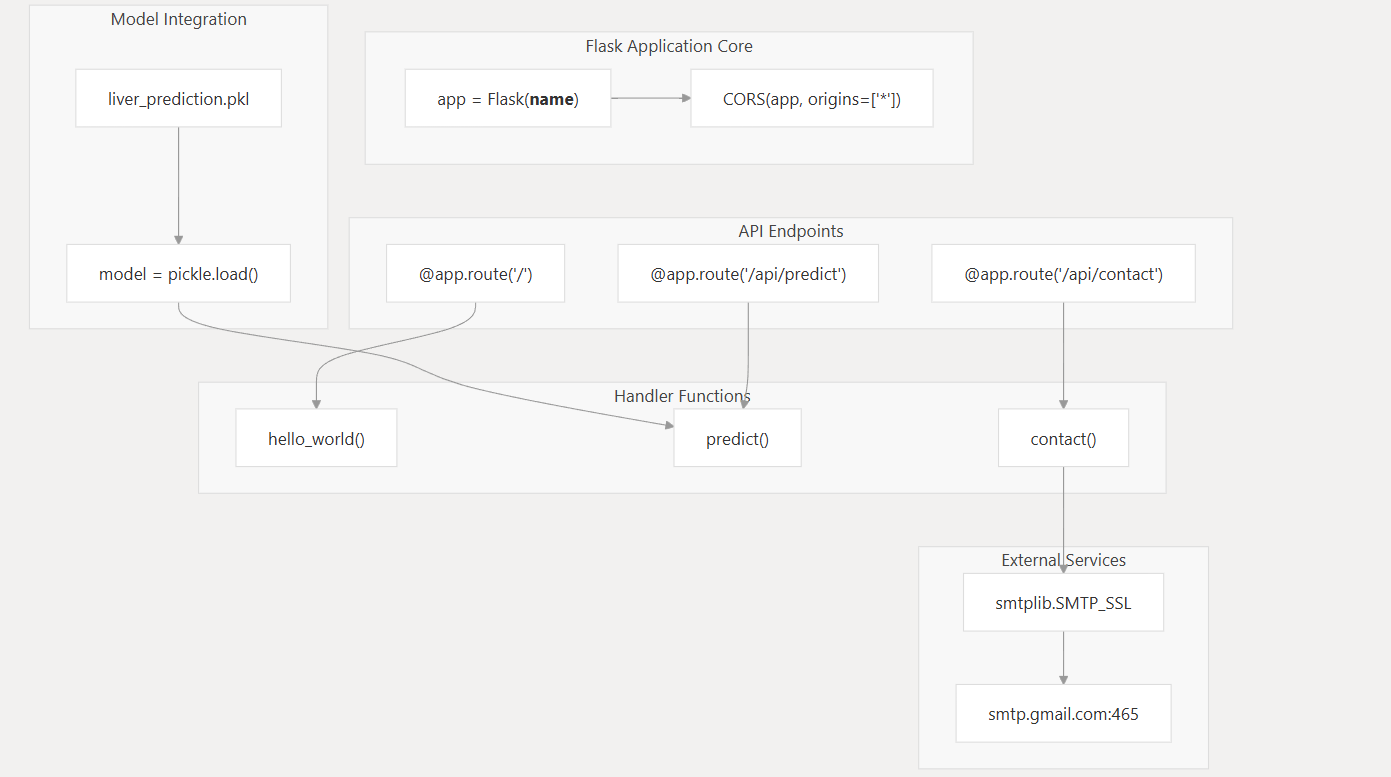 Model Integration
liver_prediction.pkl
model = pickle.load()
Flask Application Core
app = Flask(name)
CORS(app, origins=['*'])
API Endpoints
@app.route('/')
@app.route('/api/predict')
@app.route('/api/contact')
Handler Functions
hello_world()
predict()
contact()
External Services
smtplib.SMTP_SSL
smtp.gmail.com:465